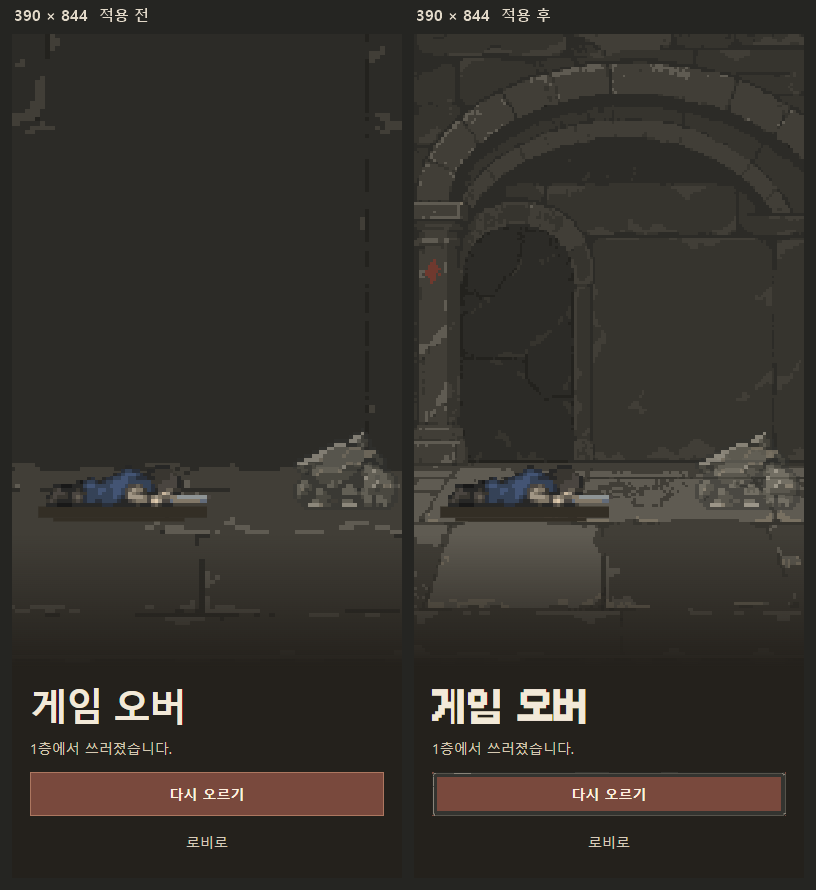 390 × 844 적용 전
390 × 844 적용 후
게임 오버
1층에서 쓰러졌습니다.
다시 오르기
로비로
게임 오버
1층에서 쓰러졌습니다.
다시 오르기
로비로